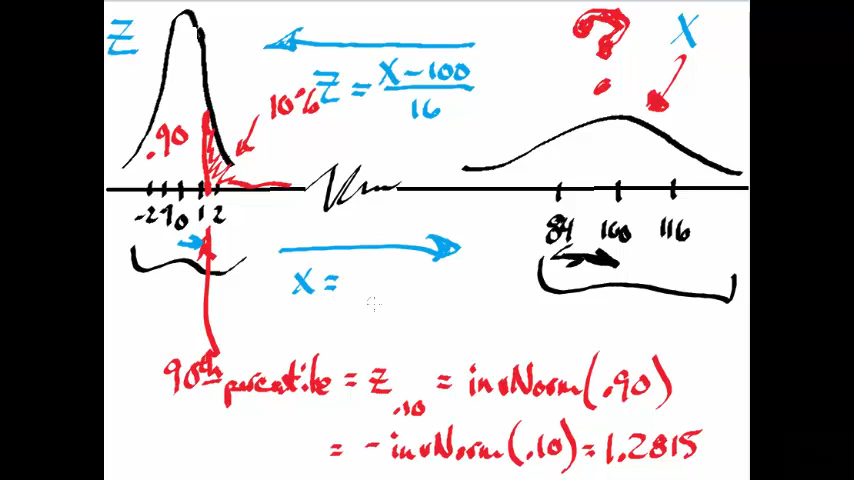 Z
?
X
Z = X - 100 / 16
10%
.90
-2 -1 0 1 2
84 100 116
X =
90th percentile = Z .10 = invNorm(.90)
= - invNorm(.10) = 1.2815